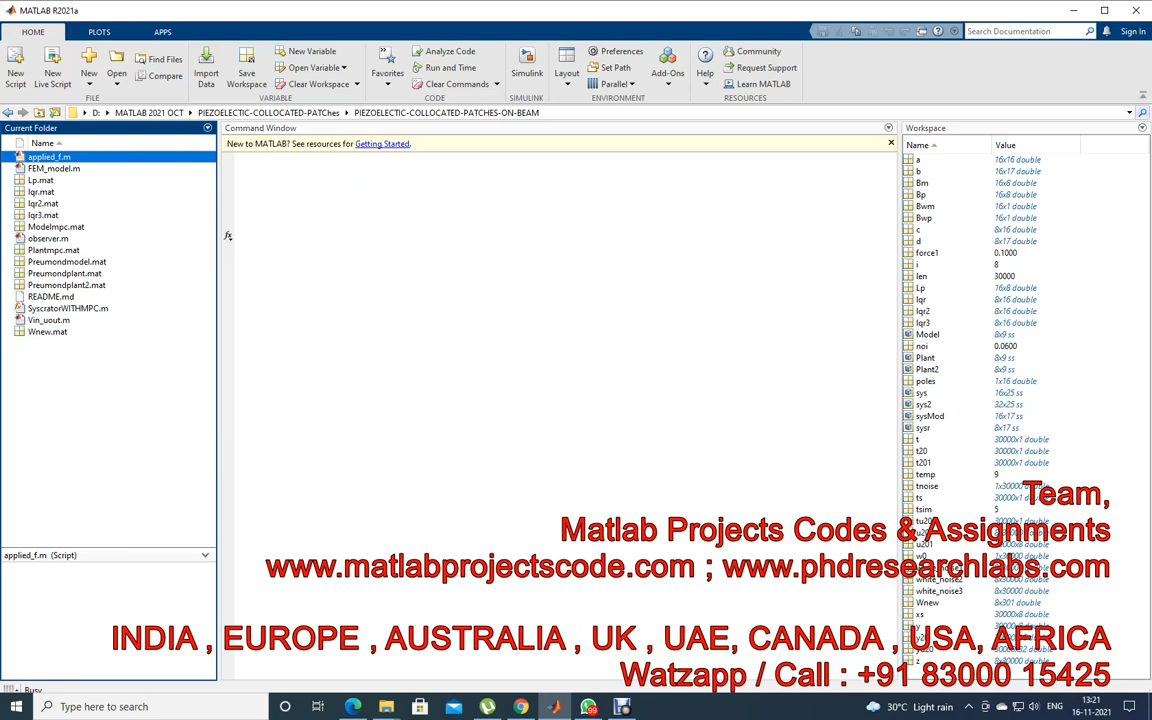 MATLAB R2021a
HOME
PLOTS
APPS
Search Documentation
Sign In
New Script
New Live Script
New
Open
Find Files
Compare
Import Data
Save Workspace
New Variable
Open Variable
Clear Workspace
Favorites
Analyze Code
Run and Time
Clear Commands
Simulink
Layout
Preferences
Set Path
Parallel
Add-Ons
Help
Community
Request Support
Learn MATLAB
FILE
VARIABLE
CODE
SIMULINK
ENVIRONMENT
RESOURCES
D: MATLAB 2021 OCT PIEZOELECTIC-COLLOCATED-PATChes PIEZOELECTIC-COLLOCATED-PATCHES-ON-BEAM
Current Folder
Name
applied_f.m
FEM_model.m
Lp.mat
lqr.mat
lqr2.mat
lqr3.mat
Modelmpc.mat
observer.m
Plantmpc.mat
Preumondmodel.mat
Preumondplant.mat
Preumondplant2.mat
README.md
SyscratorWITHMPC.m
Vin_uout.m
Wnew.mat
applied_f.m (Script)
Command Window
New to MATLAB? See resources for Getting Started.
fx
Workspace
Name Value
a 16x16 double
b 16x17 double
Bm 16x8 double
Bp 16x8 double
Bwm 16x1 double
Bwp 16x1 double
c 8x16 double
d 8x17 double
force1 0.1000
i 8
len 30000
Lp 16x8 double
lqr 8x16 double
lqr2 8x16 double
lqr3 8x16 double
Model 8x9 ss
noi 0.0600
Plant 8x9 ss
Plant2 8x9 ss
poles 1x16 double
sys 16x25 ss
sys2 32x25 ss
sysMod 16x17 ss
sysr 8x17 ss
t 30000x1 double
t20 30000x1 double
t201 30000x1 double
temp 9
tnoise 1x30000 double
ts 30000x1 double
tsim 5
white_noise2 8x30000 double
white_noise3 8x30000 double
Wnew 8x301 double
xs 30000x8 double
z 8x30000 double
Team,
Matlab Projects Codes & Assignments
www.matlabprojectscode.com ; www.phdresearchlabs.com
INDIA , EUROPE , AUSTRALIA , UK , UAE, CANADA , USA, AFRICA
Watzapp / Call : +91 83000 15425
Busy
Type here to search
99
30°C Light rain
ENG
13:21
16-11-2021